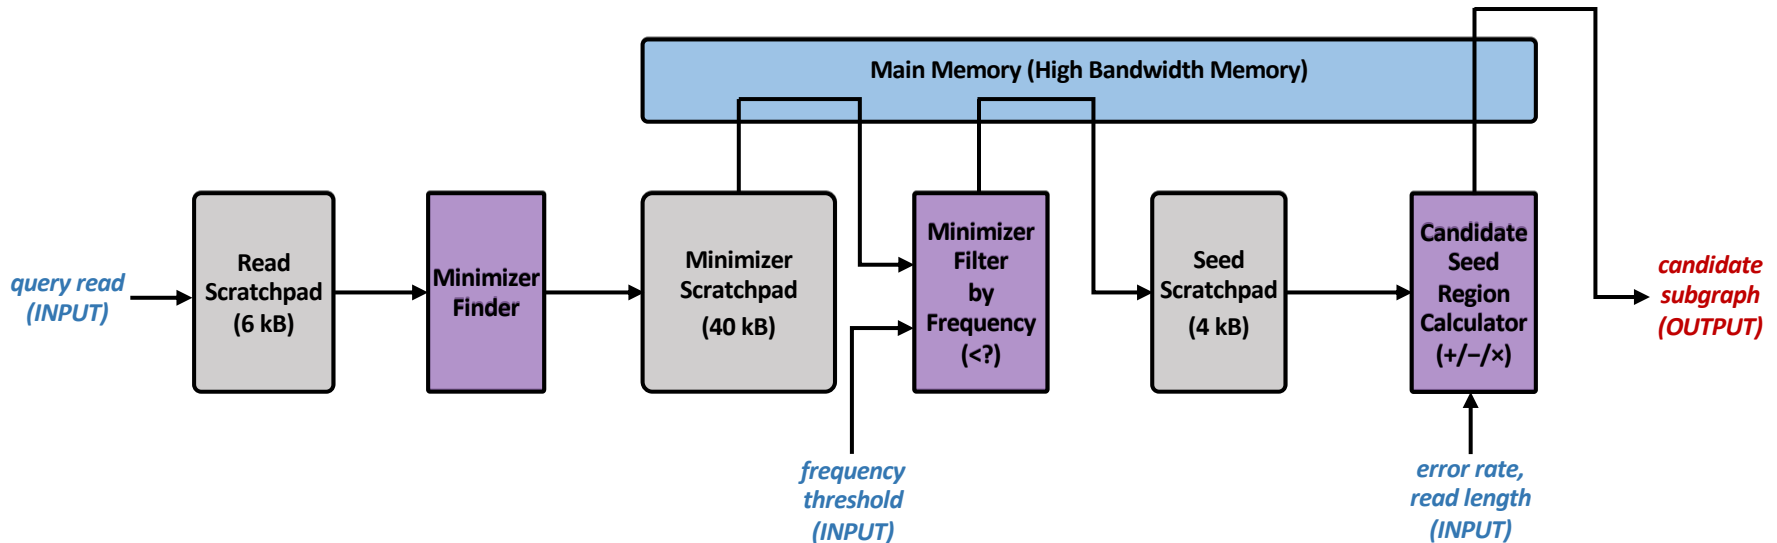 Main Memory (High Bandwidth Memory)
query read
(INPUT)
Read
Scratchpad
(6 kB)
Minimizer
Finder
Minimizer
Scratchpad
(40 kB)
Minimizer
Filter
by
Frequency
(<?)
frequency
threshold
(INPUT)
Seed
Scratchpad
(4 kB)
Candidate
Seed
Region
Calculator
(+/−/×)
error rate,
read length
(INPUT)
candidate
subgraph
(OUTPUT)